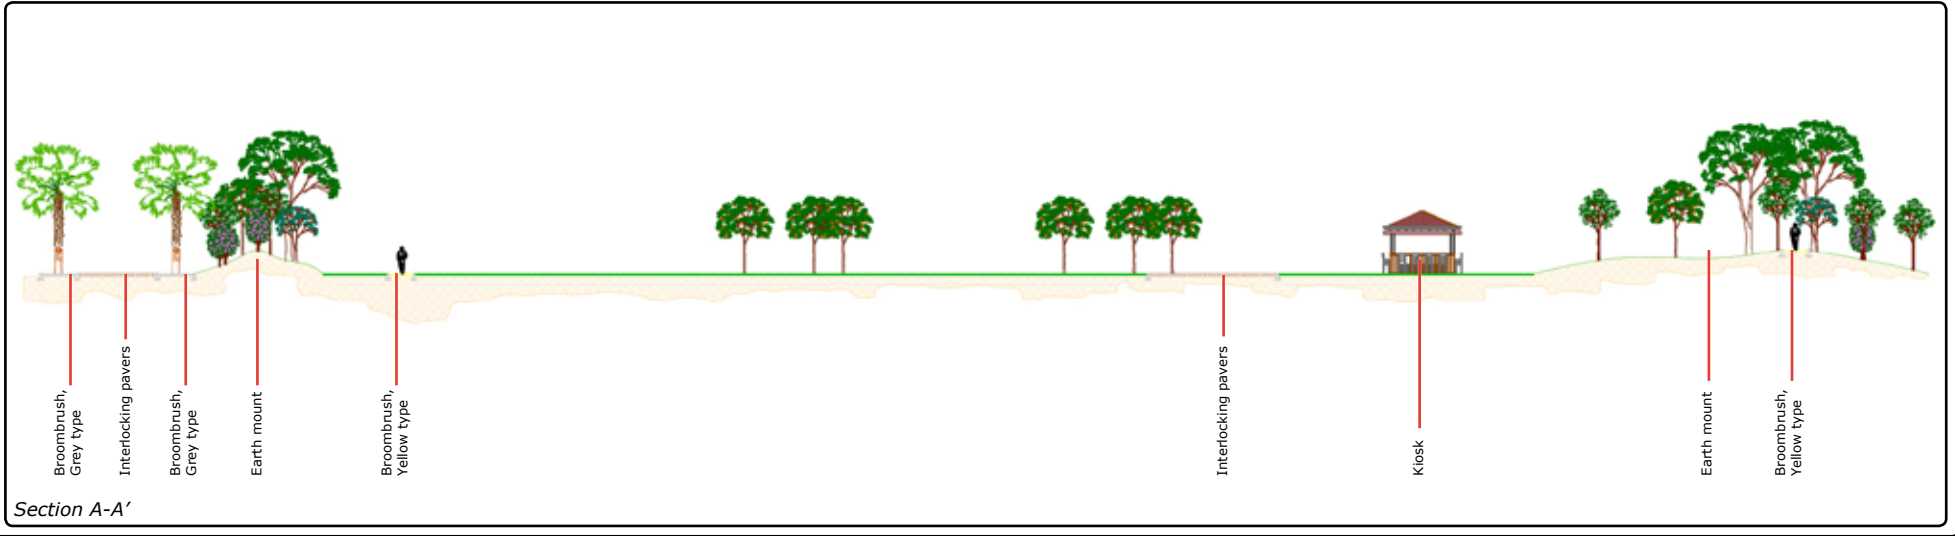 Broombrush,
Grey type
Interlocking pavers
Broombrush,
Grey type
Earth mount
Broombrush,
Yellow type
Interlocking pavers
Kiosk
Earth mount
Broombrush,
Yellow type
Section A-A’